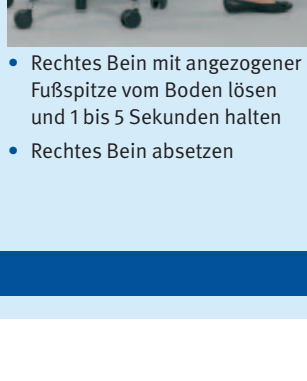 • Rechtes Bein mit angezogener
Fußspitze vom Boden lösen
und 1 bis 5 Sekunden halten
• Rechtes Bein absetzen